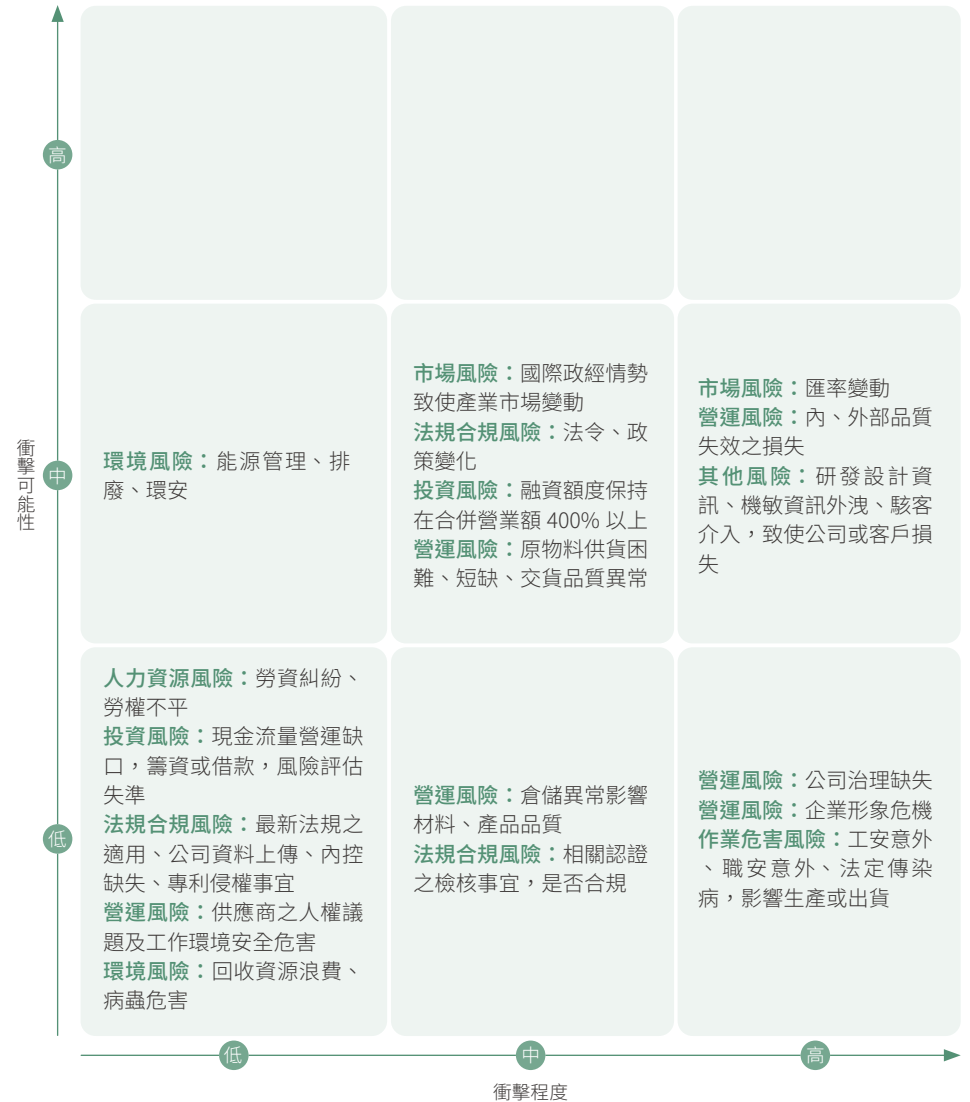 高
衝擊可能性
中
環境風險：能源管理、排
廢、環安
市場風險：國際政經情勢
致使產業市場變動
法規合規風險：法令、政
策變化
投資風險：融資額度保持
在合併營業額 400% 以上
營運風險：原物料供貨困
難、短缺、交貨品質異常
市場風險：匯率變動
營運風險：內、外部品質
失效之損失
其他風險：研發設計資
訊、機敏資訊外洩、駭客
介入，致使公司或客戶損
失
低
人力資源風險：勞資糾紛、
勞權不平
投資風險：現金流量營運缺
口，籌資或借款，風險評估
失準
法規合規風險：最新法規之
適用、公司資料上傳、內控
缺失、專利侵權事宜
營運風險：供應商之人權議
題及工作環境安全危害
環境風險：回收資源浪費、
病蟲危害
營運風險：倉儲異常影響
材料、產品品質
法規合規風險：相關認證
之檢核事宜，是否合規
營運風險：公司治理缺失
營運風險：企業形象危機
作業危害風險：工安意外
、職安意外、法定傳染
病，影響生產或出貨
低
中
高
衝擊程度